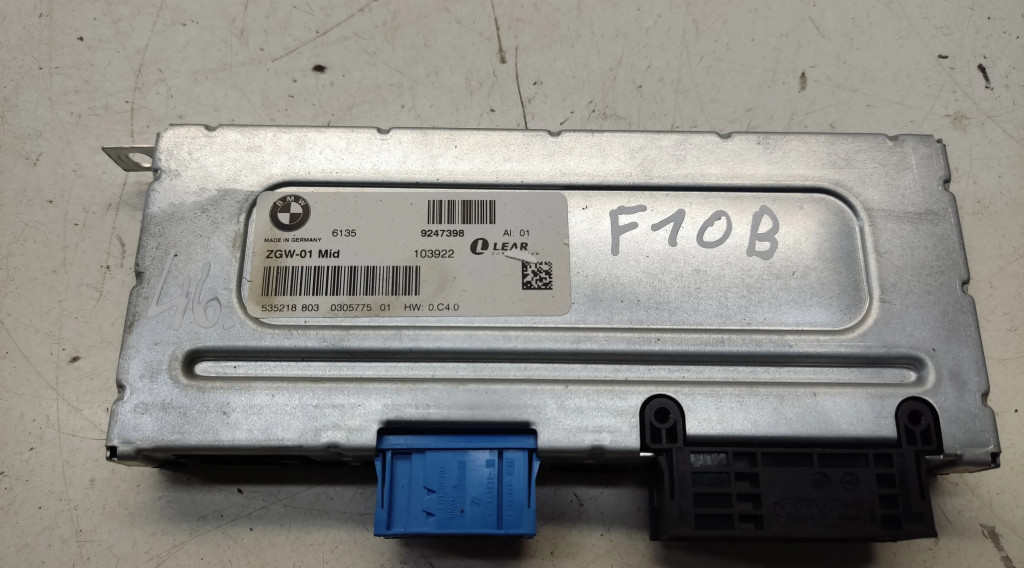 BMW
6135 9247398 AI: 01
MADE IN GERMANY
ZGW-01 Mid 103922 LEAR
535218 803 0305775 01 HW: 0.C4.0
F10B
46